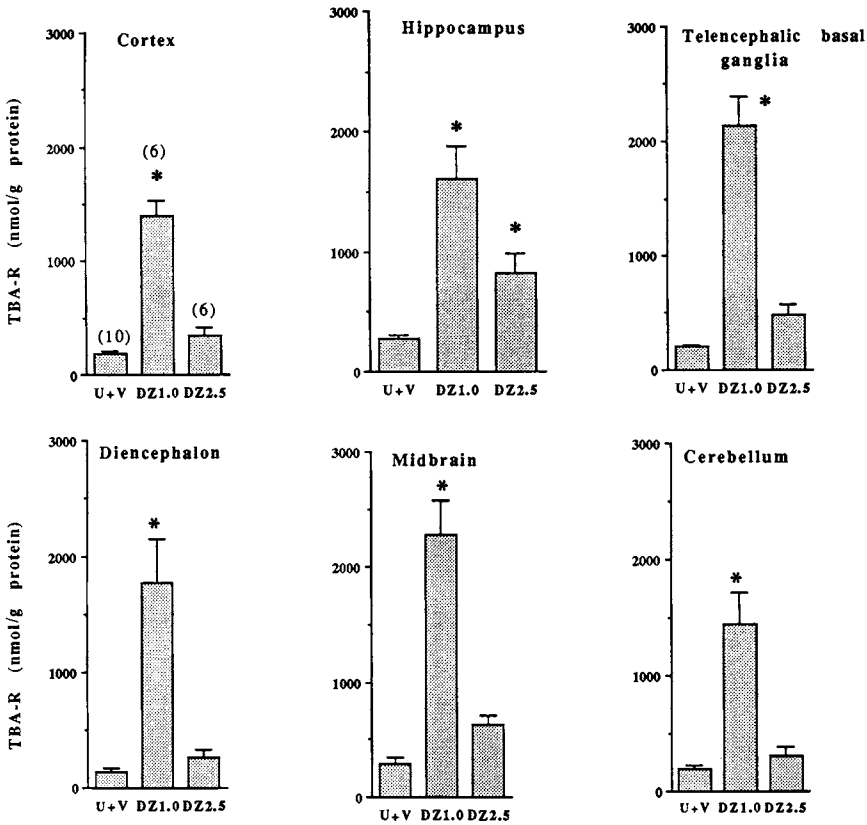 Cortex
3000
2000
1000
0
TBA-R (nmol/g protein)
(10)
(6)
*
(6)
U+V DZ1.0 DZ2.5
Hippocampus
3000
2000
1000
0
*
*
U+V DZ1.0 DZ2.5
Telencephalic basal
ganglia
3000
2000
1000
0
*
U+V DZ1.0 DZ2.5
Diencephalon
3000
2000
1000
0
TBA-R (nmol/g protein)
*
U+V DZ1.0 DZ2.5
Midbrain
3000
2000
1000
0
*
U+V DZ1.0 DZ2.5
Cerebellum
3000
2000
1000
0
*
U+V DZ1.0 DZ2.5